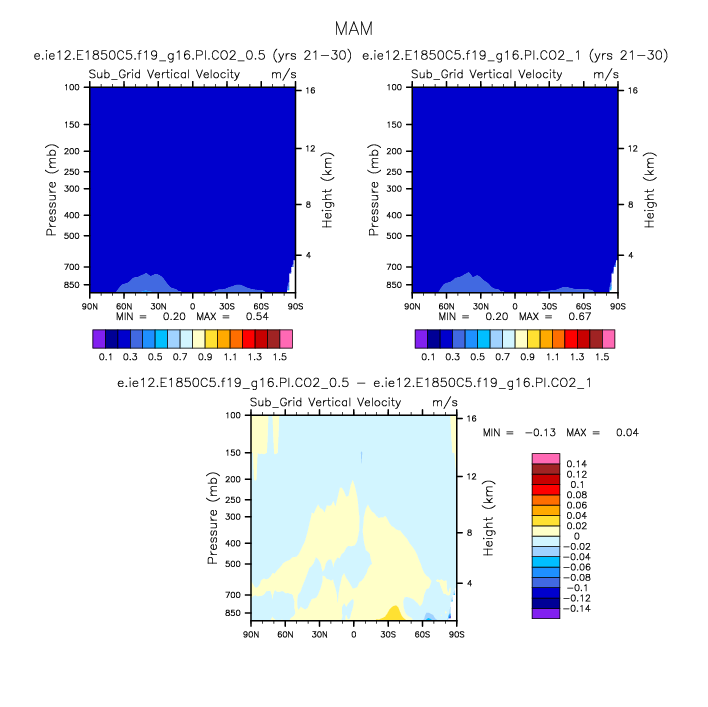 MAM
e.ie12.E1850C5.f19_g16.PI.CO2_0.5 (yrs 21-30) e.ie12.E1850C5.f19_g16.PI.CO2_1 (yrs 21-30)
Sub_Grid Vertical Velocity m/s Sub_Grid Vertical Velocity m/s
100 16 100 16
150 12 150 12
200 200
250 250
300 8 300 8
400 400
500 4 500 4
700 700
850 850
Pressure (mb) Height (km) Pressure (mb) Height (km)
90N 60N 30N 0 30S 60S 90S 90N 60N 30N 0 30S 60S 90S
MIN = 0.20 MAX = 0.54 MIN = 0.20 MAX = 0.67
0.1 0.3 0.5 0.7 0.9 1.1 1.3 1.5 0.1 0.3 0.5 0.7 0.9 1.1 1.3 1.5
e.ie12.E1850C5.f19_g16.PI.CO2_0.5 - e.ie12.E1850C5.f19_g16.PI.CO2_1
Sub_Grid Vertical Velocity m/s
MIN = -0.13 MAX = 0.04
100 16
150 12
200
250
300 8
400
500 4
700
850
Pressure (mb) Height (km)
90N 60N 30N 0 30S 60S 90S
0.14
0.12
0.1
0.08
0.06
0.04
0.02
0
-0.02
-0.04
-0.06
-0.08
-0.1
-0.12
-0.14